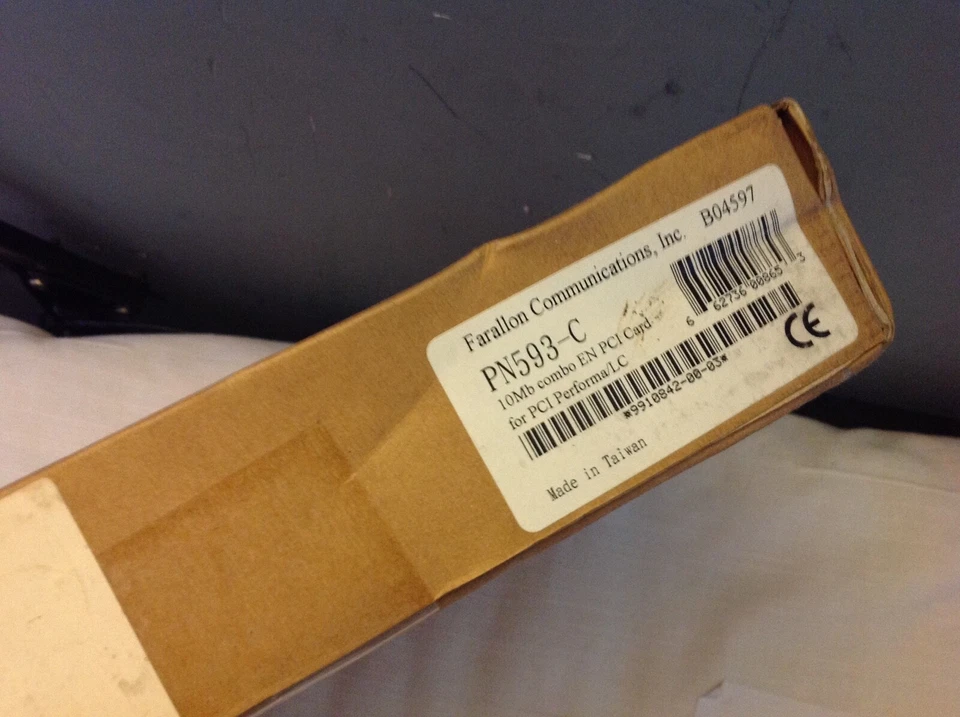 Farallon Communications, Inc. B04597
PN593-C
10Mb combo EN PCI Card
for PCI Performa/LC
6 62736 00865 3
*9910842-00-03*
CE
Made in Taiwan